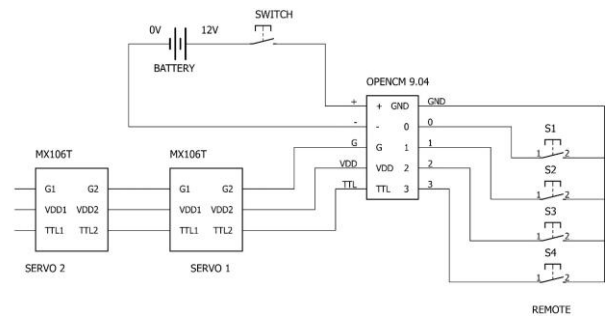 SWITCH
0V 12V
BATTERY
OPENCM 9.04
+ + GND GND
- - 0 0
G G 1 1
VDD VDD 2 2
TTL TTL 3 3
S1
1 2
S2
1 2
S3
1 2
S4
1 2
REMOTE
MX106T
G1 G2
VDD1 VDD2
TTL1 TTL2
SERVO 2
MX106T
G1 G2
VDD1 VDD2
TTL1 TTL2
SERVO 1